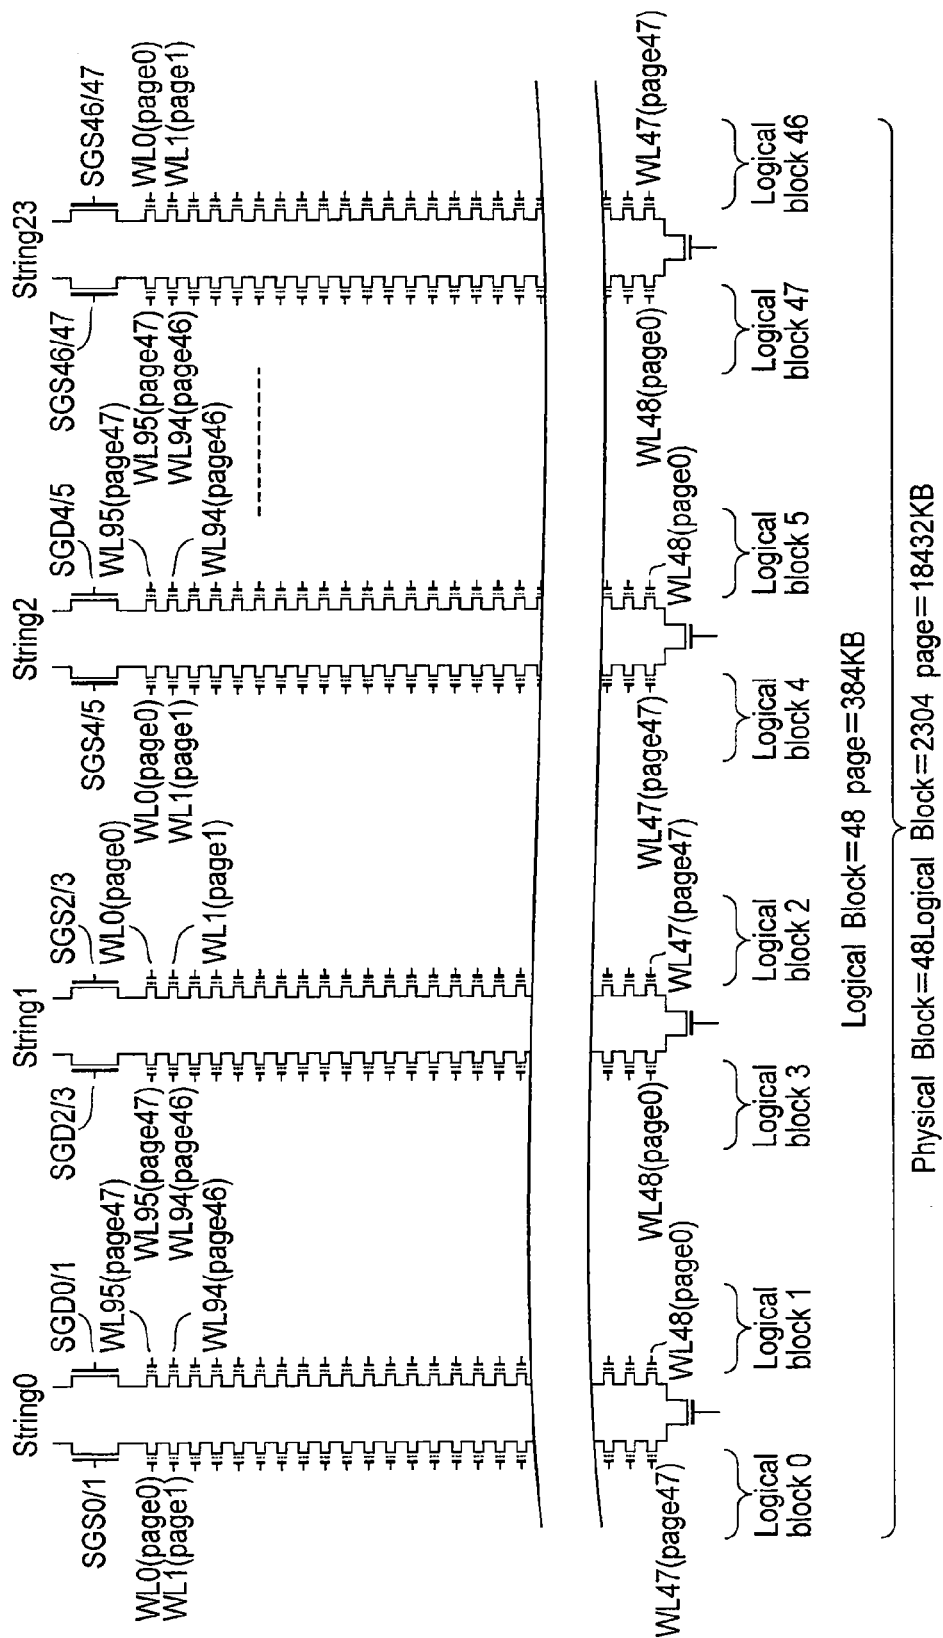 String0
String1
String2
String23
SGS0/1
SGD0/1
SGD2/3
SGS2/3
SGS4/5
SGD4/5
SGS46/47
SGS46/47
WL0(page0)
WL1(page1)
WL95(page47)
WL94(page46)
WL95(page47)
WL94(page46)
WL0(page0)
WL1(page1)
WL0(page0)
WL1(page1)
WL95(page47)
WL94(page46)
WL95(page47)
WL94(page46)
WL0(page0)
WL1(page1)
WL47(page47)
WL48(page0)
WL48(page0)
WL47(page47)
WL47(page47)
WL48(page0)
WL48(page0)
WL47(page47)
Logical
block 0
Logical
block 1
Logical
block 3
Logical
block 2
Logical
block 4
Logical
block 5
Logical
block 47
Logical
block 46
Logical Block=48 page=384KB
Physical Block=48Logical Block=2304 page=18432KB